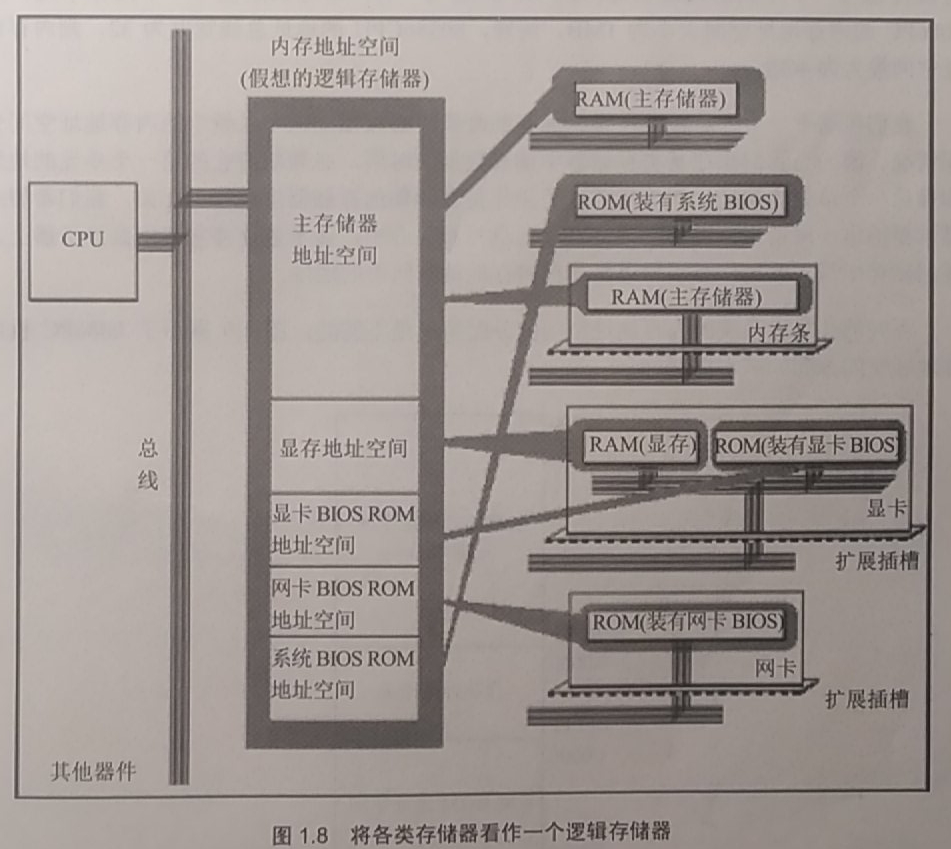 内存地址空间
(假想的逻辑存储器)
CPU
总
线
其他器件
主存储器
地址空间
显存地址空间
显卡 BIOS ROM
地址空间
网卡 BIOS ROM
地址空间
系统 BIOS ROM
地址空间
RAM(主存储器)
ROM(装有系统 BIOS)
RAM(主存储器)
内存条
RAM(显存)
ROM(装有显卡 BIOS
显卡
扩展插槽
ROM(装有网卡 BIOS)
网卡
扩展插槽
图 1.8 将各类存储器看作一个逻辑存储器